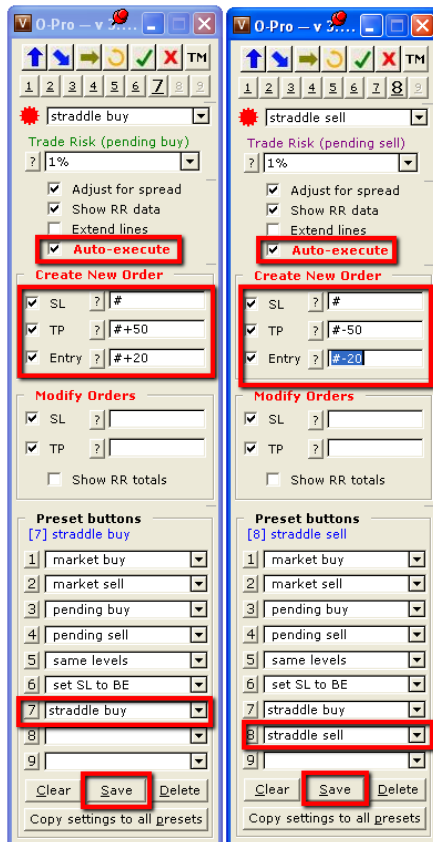 V O-Pro — v 3....
TM
1 2 3 4 5 6 7 8 9
straddle buy
Trade Risk (pending buy)
? 1%
Adjust for spread
Show RR data
Extend lines
Auto-execute
Create New Order
SL ? #
TP ? #+50
Entry ? #+20
Modify Orders
SL ?
TP ?
Show RR totals
Preset buttons
[7] straddle buy
1 market buy
2 market sell
3 pending buy
4 pending sell
5 same levels
6 set SL to BE
7 straddle buy
8
9
Clear Save Delete
Copy settings to all presets
V O-Pro — v 3....
TM
1 2 3 4 5 6 7 8 9
straddle sell
Trade Risk (pending sell)
? 1%
Adjust for spread
Show RR data
Extend lines
Auto-execute
Create New Order
SL ? #
TP ? #-50
Entry ? #-20
Modify Orders
SL ?
TP ?
Show RR totals
Preset buttons
[8] straddle sell
1 market buy
2 market sell
3 pending buy
4 pending sell
5 same levels
6 set SL to BE
7 straddle buy
8 straddle sell
9
Clear Save Delete
Copy settings to all presets